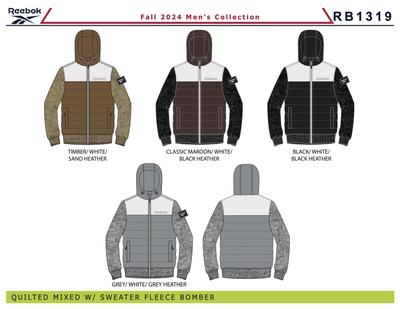 Reebok
Fall 2024 Men's Collection
RB1319
TIMBER/ WHITE/
SAND HEATHER
CLASSIC MAROON/ WHITE/
BLACK HEATHER
BLACK/ WHITE/
BLACK HEATHER
GREY/ WHITE/ GREY HEATHER
QUILTED MIXED W/ SWEATER FLEECE BOMBER